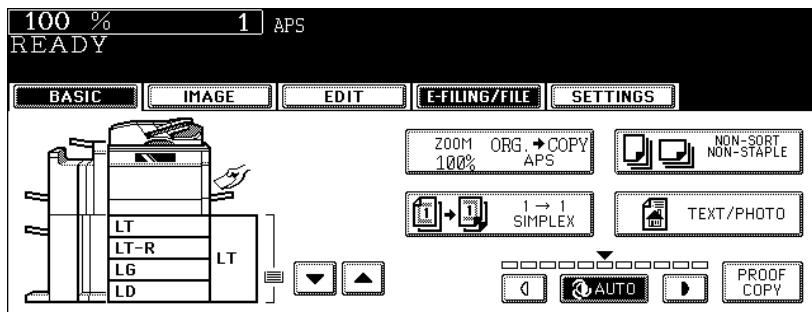 100 % 1 APS
READY
BASIC IMAGE EDIT E-FILING/FILE SETTINGS
ZOOM ORG.➔COPY
100% APS
NON-SORT
NON-STAPLE
1 → 1
SIMPLEX
TEXT/PHOTO
LT
LT-R
LG
LD
LT
AUTO
PROOF
COPY